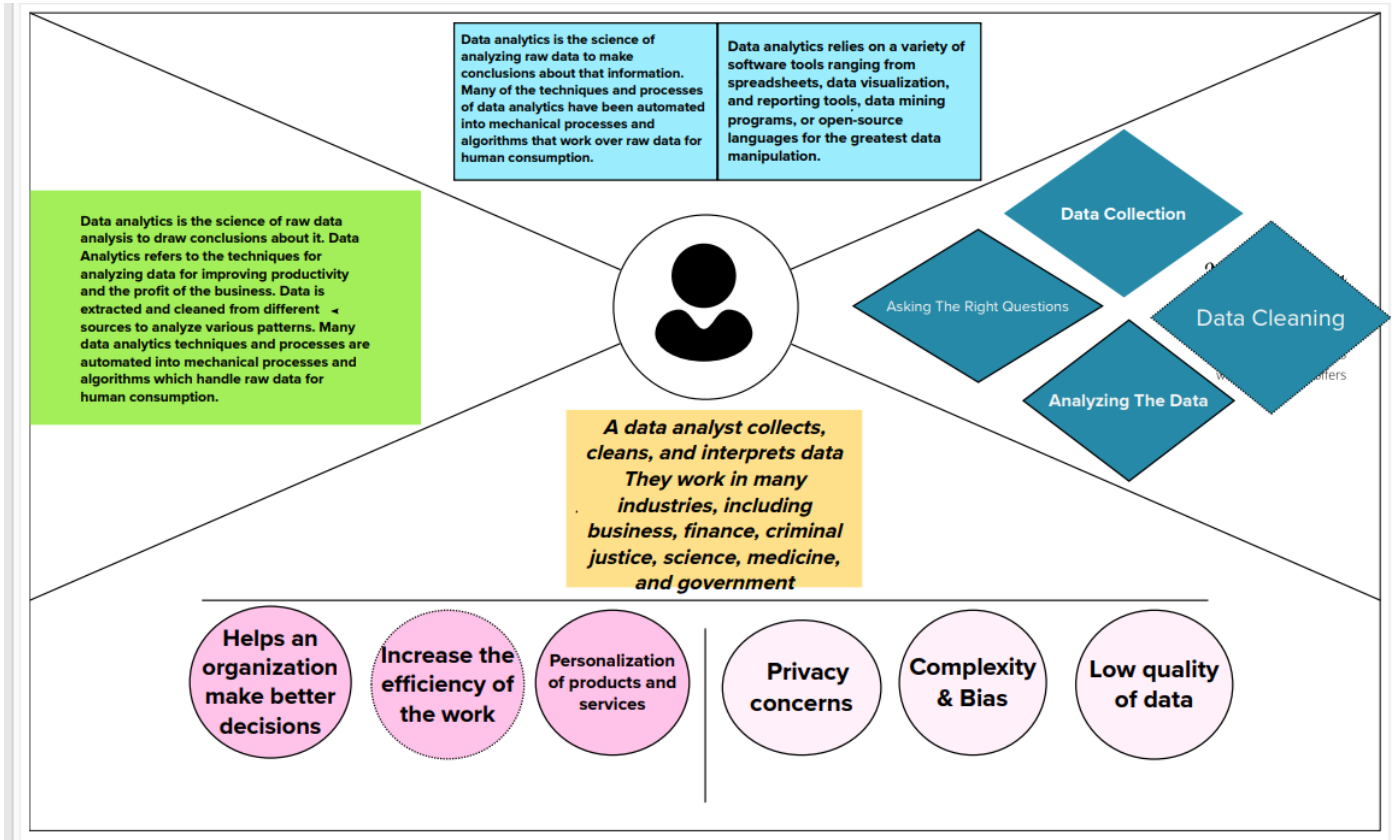 Data analytics is the science of
analyzing raw data to make
conclusions about that information.
Many of the techniques and processes
of data analytics have been automated
into mechanical processes and
algorithms that work over raw data for
human consumption.
Data analytics relies on a variety of
software tools ranging from
spreadsheets, data visualization,
and reporting tools, data mining
programs, or open-source
languages for the greatest data
manipulation.
Data analytics is the science of raw data
analysis to draw conclusions about it. Data
Analytics refers to the techniques for
analyzing data for improving productivity
and the profit of the business. Data is
extracted and cleaned from different
sources to analyze various patterns. Many
data analytics techniques and processes are
automated into mechanical processes and
algorithms which handle raw data for
human consumption.
Data Collection
Asking The Right Questions
Data Cleaning
Analyzing The Data
A data analyst collects,
cleans, and interprets data
They work in many
industries, including
business, finance, criminal
justice, science, medicine,
and government
Helps an
organization
make better
decisions
Increase the
efficiency of
the work
Personalization
of products and
services
Privacy
concerns
Complexity
& Bias
Low quality
of data